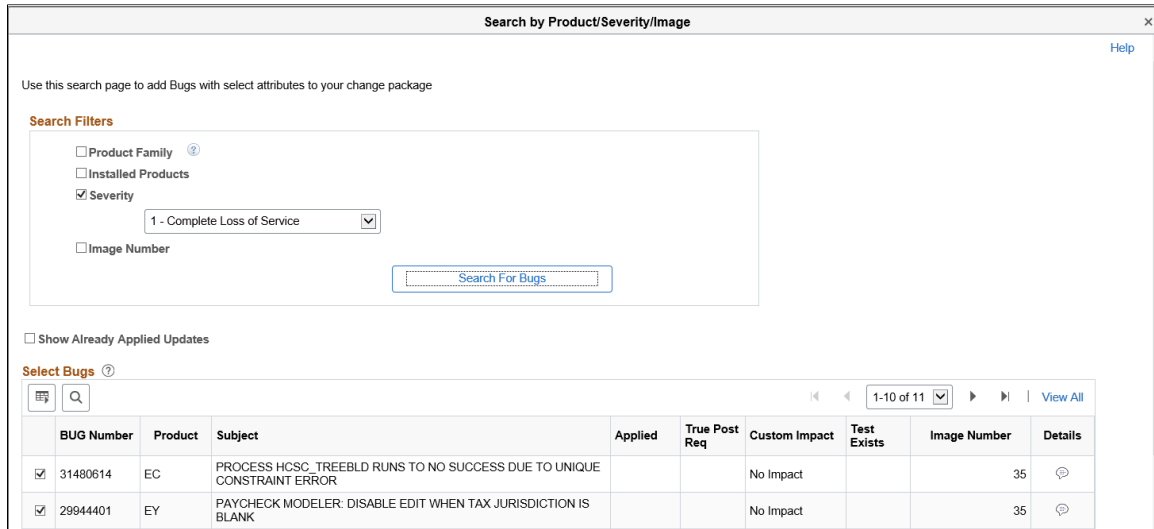 Search by Product/Severity/Image
×
Help
Use this search page to add Bugs with select attributes to your change package
Search Filters
Product Family ?
Installed Products
Severity
1 - Complete Loss of Service
Image Number
Search For Bugs
Show Already Applied Updates
Select Bugs ?
1-10 of 11 | View All
BUG Number Product Subject Applied True Post Req Custom Impact Test Exists Image Number Details
31480614 EC PROCESS HCSC_TREEBLD RUNS TO NO SUCCESS DUE TO UNIQUE
CONSTRAINT ERROR No Impact 35
29944401 EY PAYCHECK MODELER: DISABLE EDIT WHEN TAX JURISDICTION IS
BLANK No Impact 35